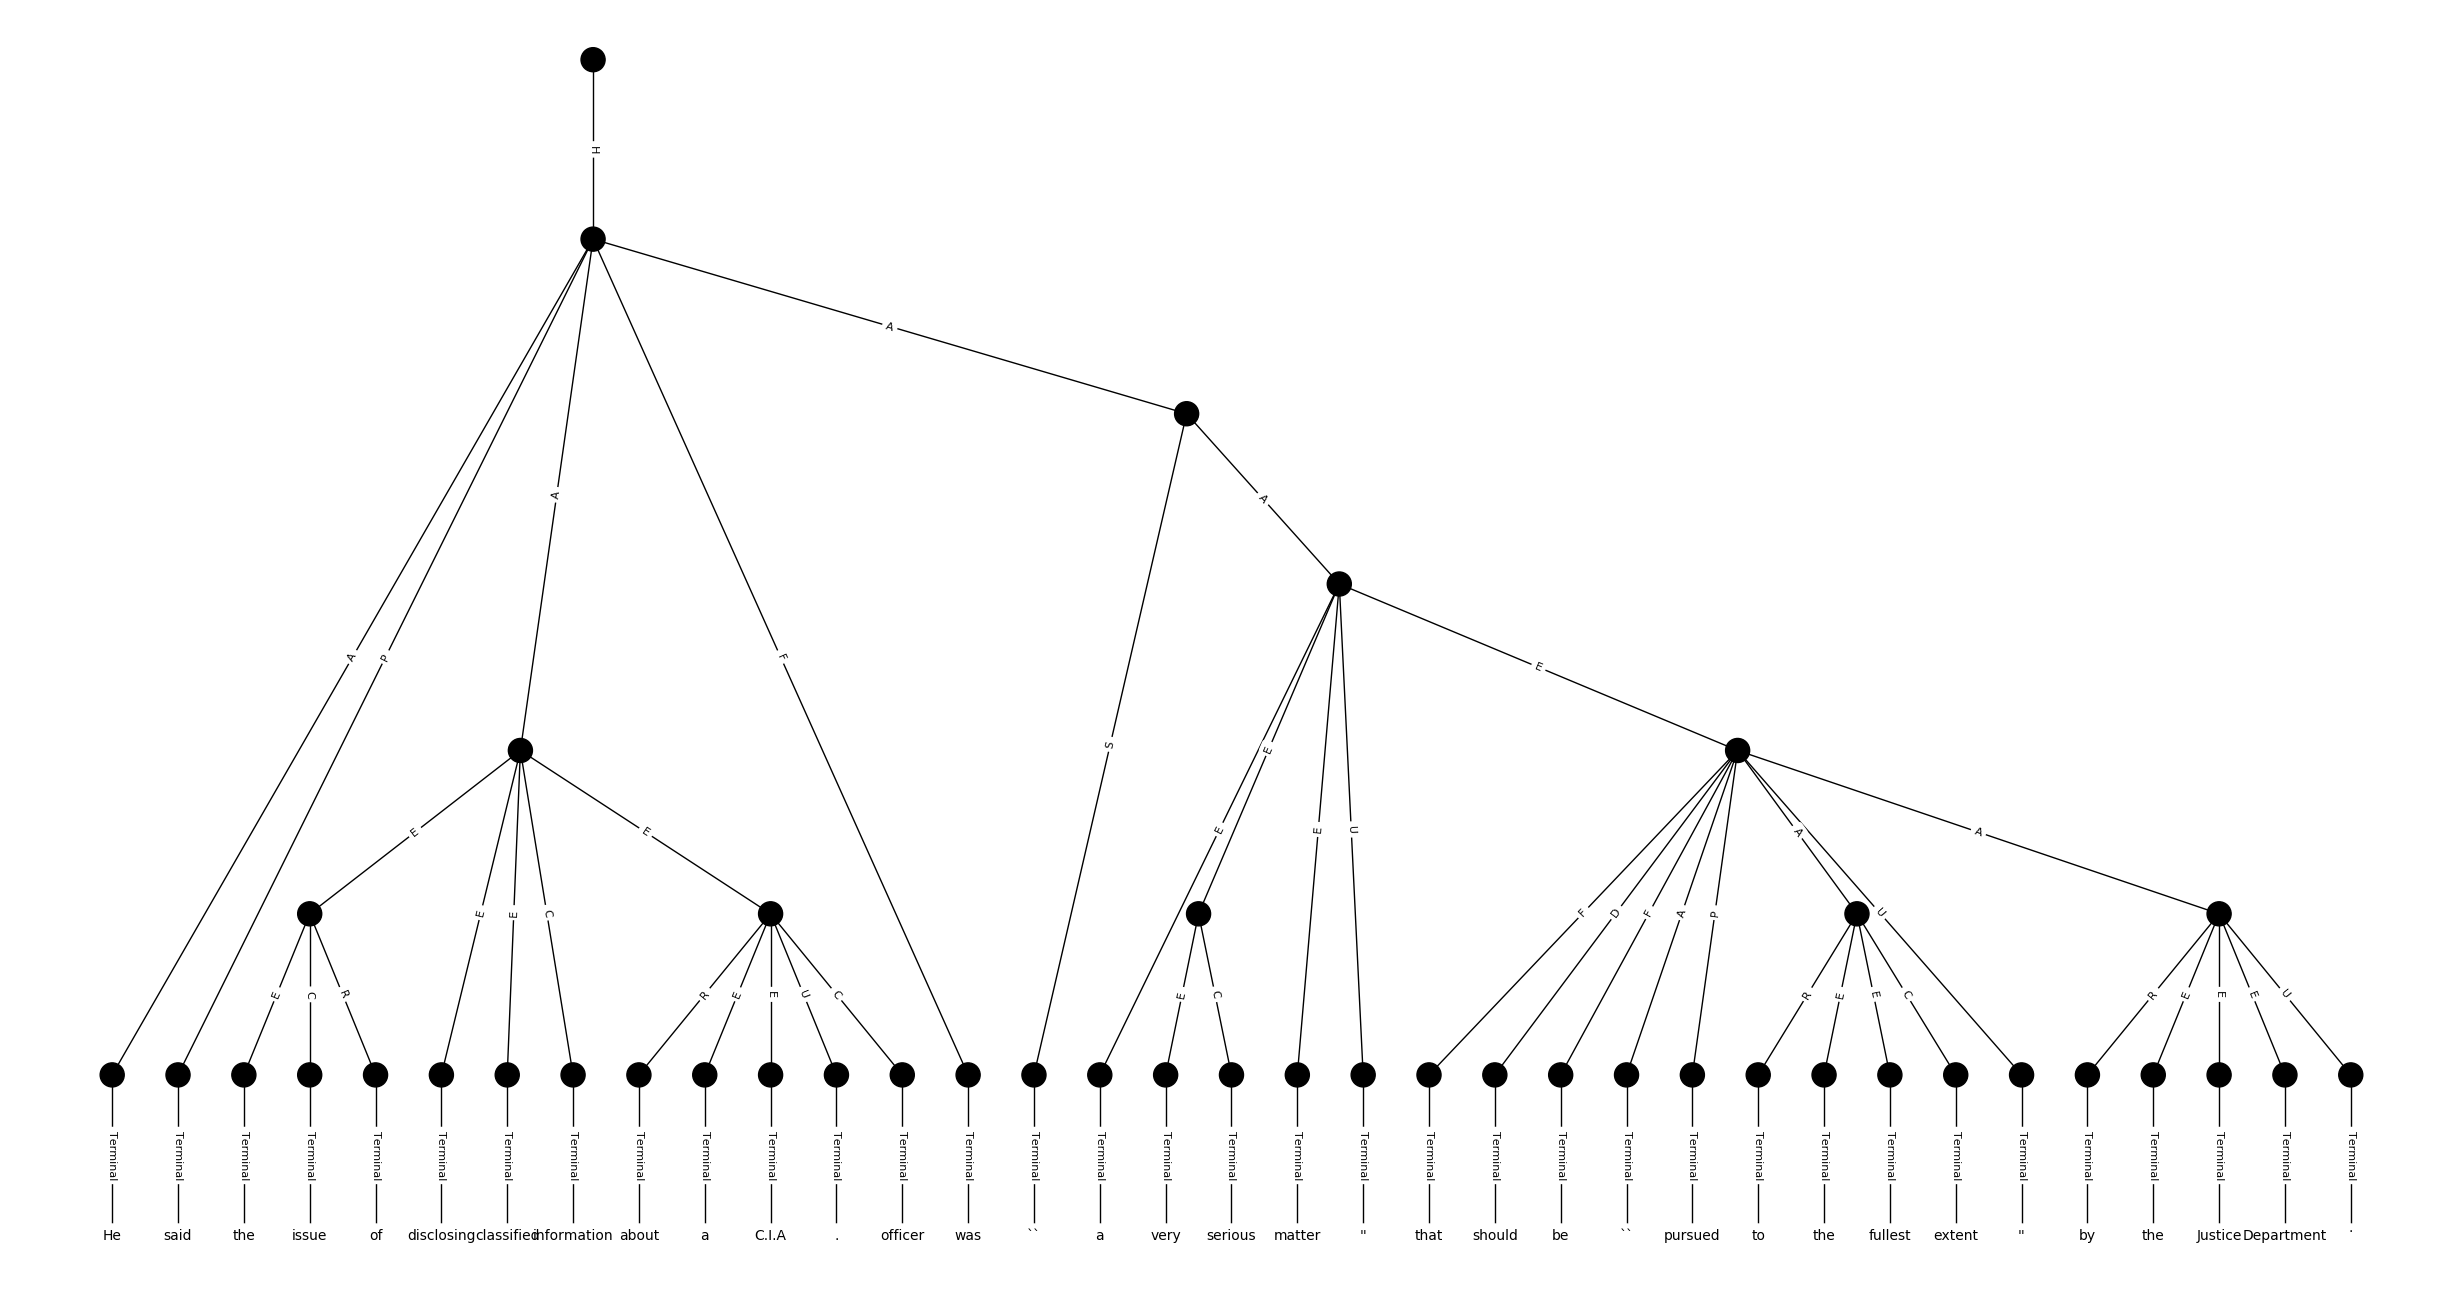 H
A
A
A
S
A
P
F
E
E
E
E
E
U
E
E
E
E
C
F
D
F
A
P
A
U
A
E
C
R
R
E
E
U
C
E
C
R
E
E
C
R
E
E
E
U
Terminal Terminal Terminal Terminal Terminal Terminal Terminal Terminal Terminal Terminal Terminal Terminal Terminal Terminal Terminal Terminal Terminal Terminal Terminal Terminal Terminal Terminal Terminal Terminal Terminal Terminal Terminal Terminal Terminal Terminal Terminal Terminal Terminal Terminal Terminal
He said the issue of disclosing classified information about a C.I.A . officer was `` a very serious matter " that should be `` pursued to the fullest extent " by the Justice Department .